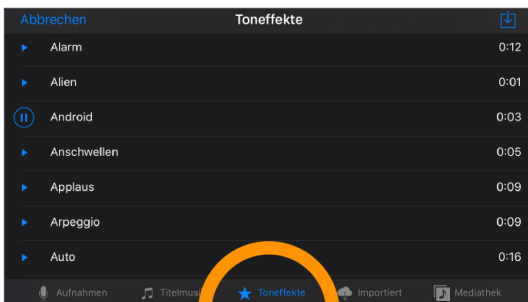 Abbrechen Toneffekte
Alarm 0:12
Alien 0:01
Android 0:03
Anschwellen 0:05
Applaus 0:09
Arpeggio 0:09
Auto 0:16
Aufnahmen Titelmusi Toneffekte Importiert Mediathek